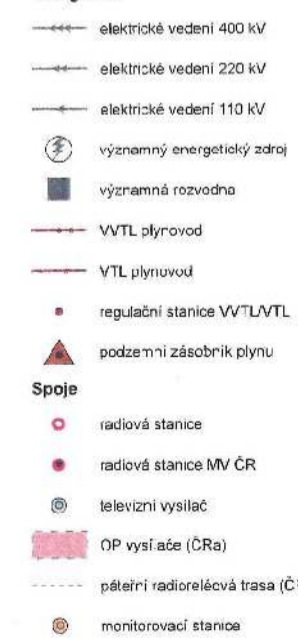 elektrické vedení 400 kV
elektrické vedení 220 kV
elektrické vedení 110 kV
významný energetický zdroj
významná rozvodna
VVTL plynovod
VTL plynovod
regulační stanice VVTL/VTL
podzemní zásobník plynu
Spoje
radiová stanice
radiová stanice MV ČR
televizní vysílač
OP vysílače (ČRa)
páteřní radioreléová trasa (Č
monitorovací stanice